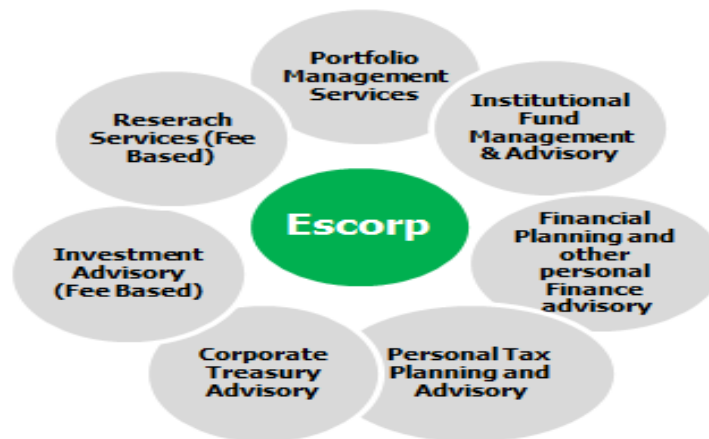 Portfolio
Management
Services
Institutional
Fund
Management
& Advisory
Financial
Planning and
other
personal
Finance
advisory
Personal Tax
Planning and
Advisory
Corporate
Treasury
Advisory
Investment
Advisory
(Fee Based)
Reserach
Services (Fee
Based)
Escorp